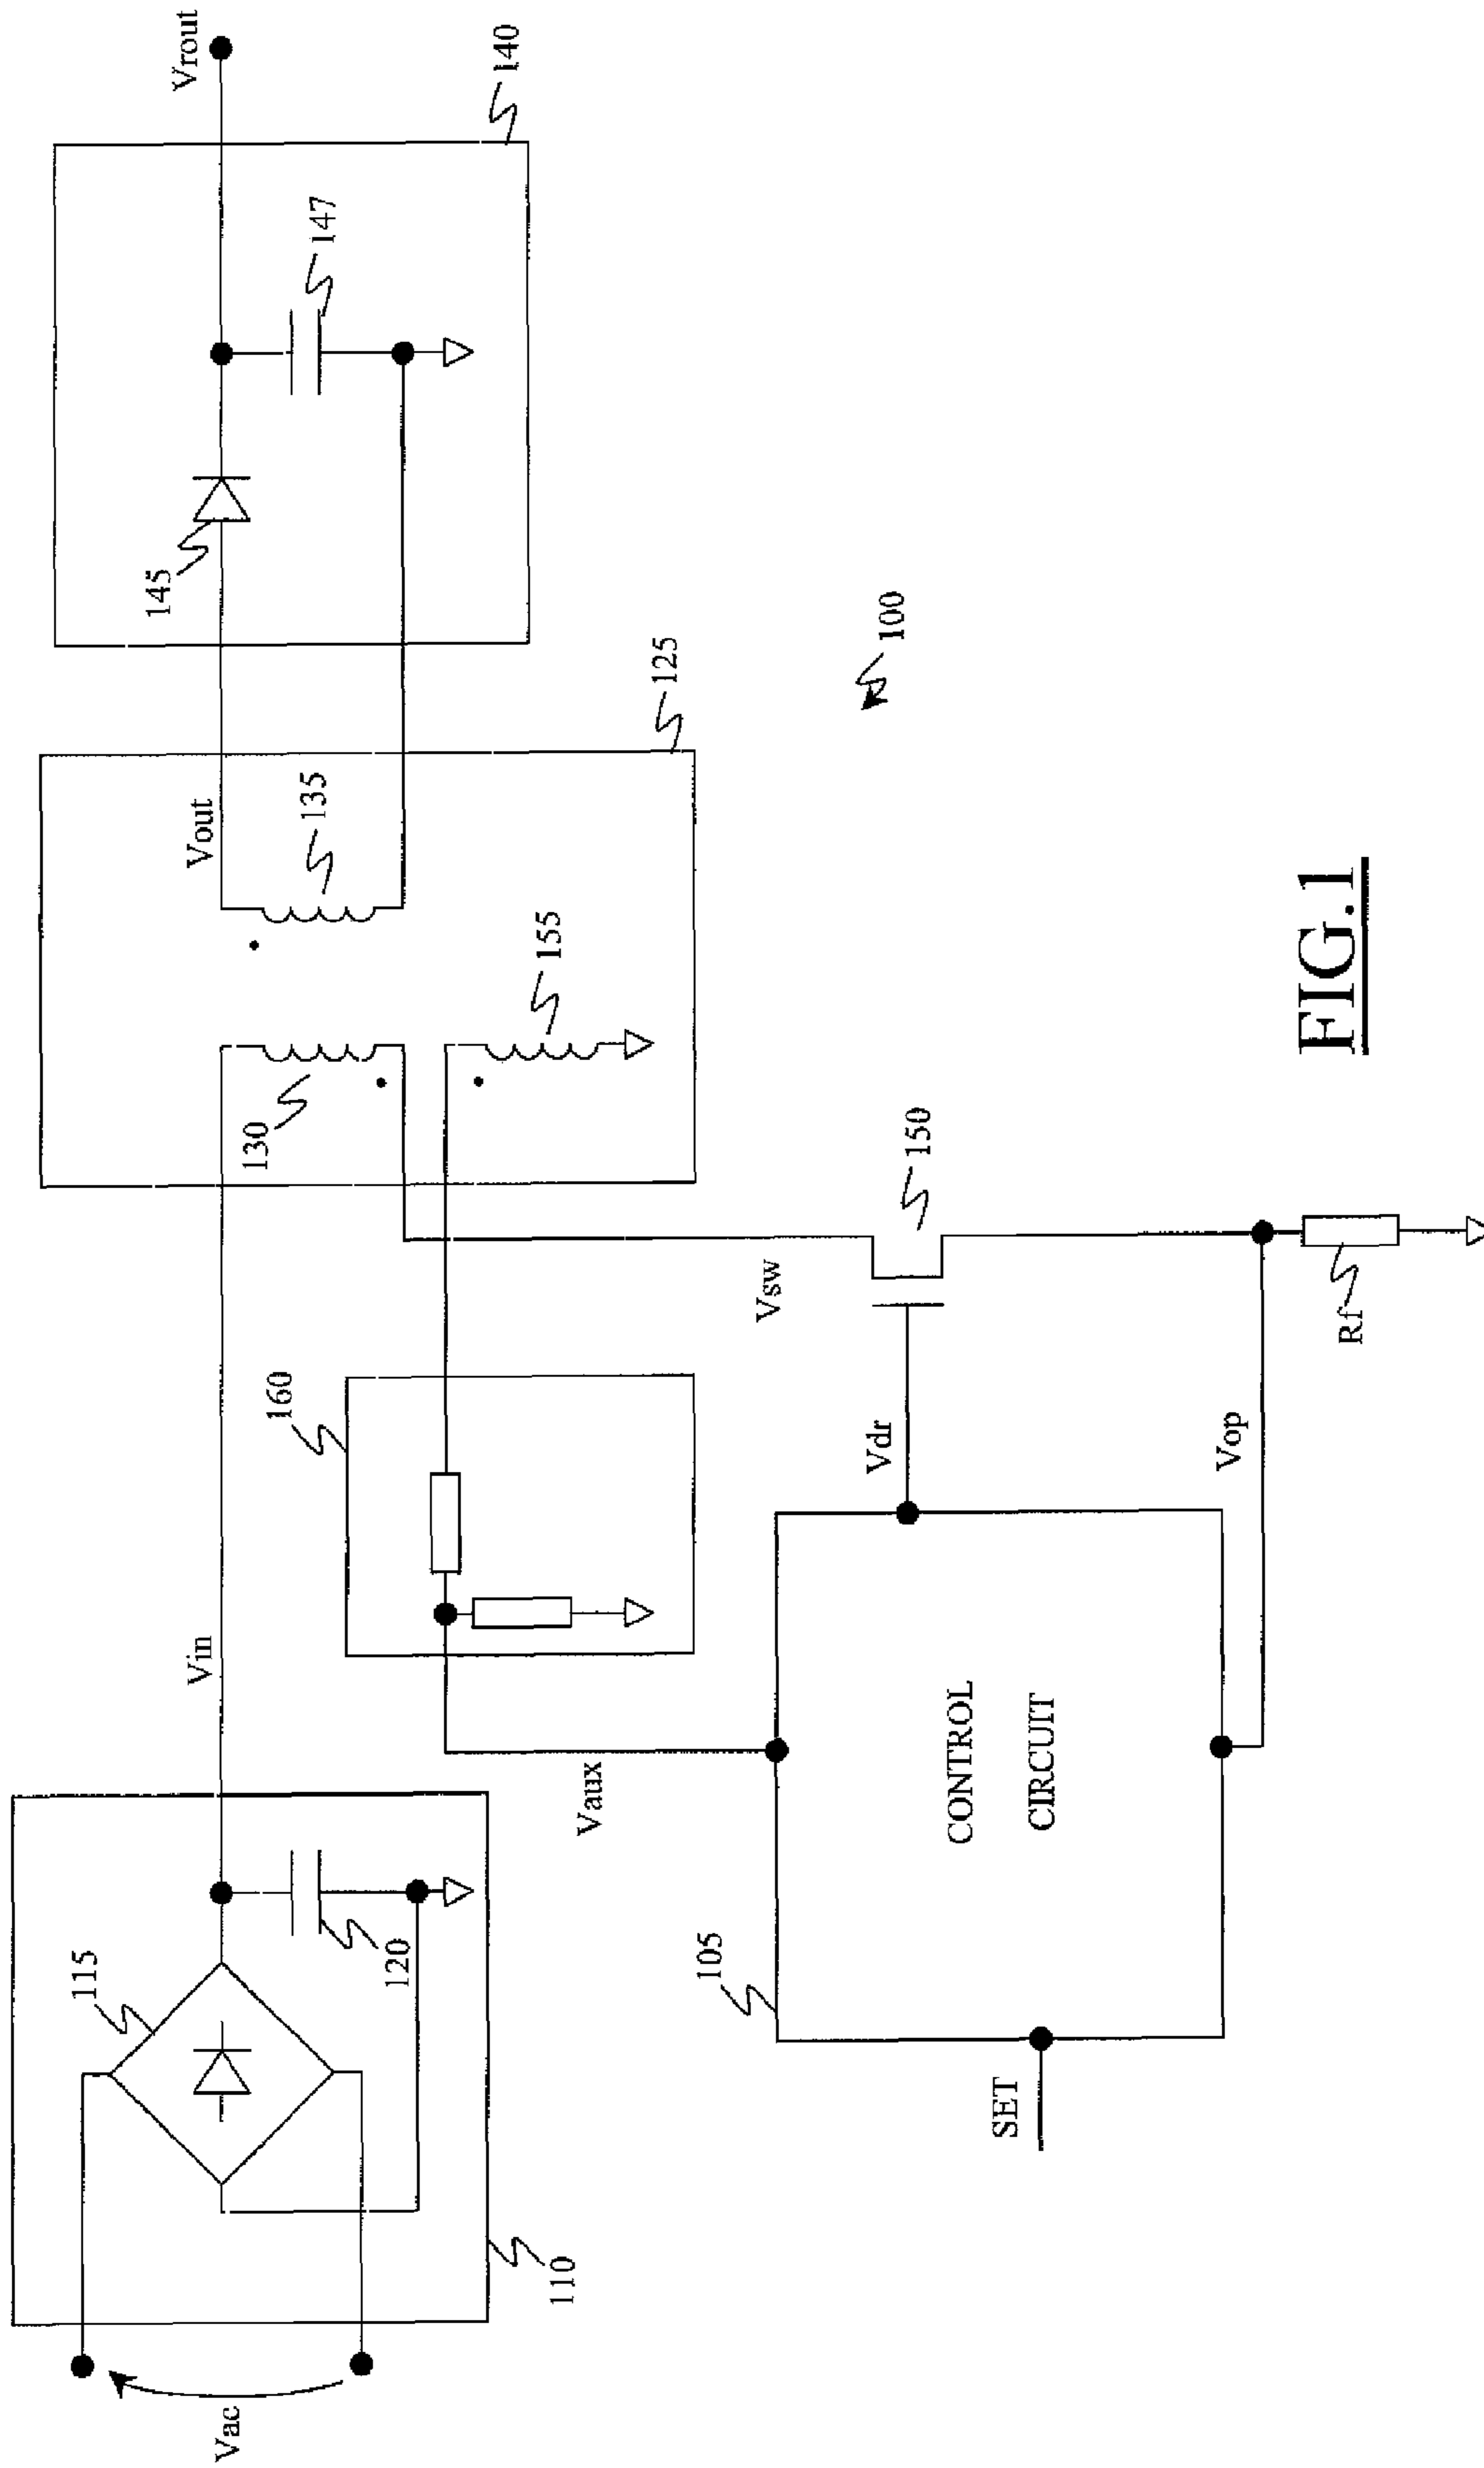 Vac
110
115
120
Vin
130
Vout
135
155
125
145
147
140
Vrout
160
Vaux
105
SET
CONTROL
CIRCUIT
Vdr
Vsw
150
Vop
Rf
100
FIG.1